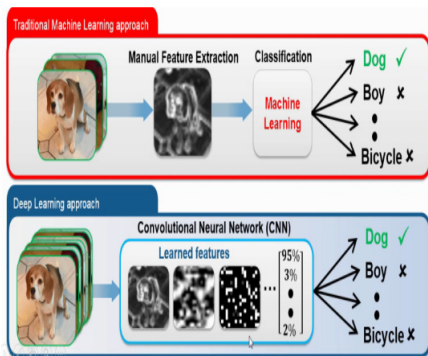 Traditional Machine Learning approach
Manual Feature Extraction
Classification
Machine
Learning
Dog ✓
Boy ✗
Bicycle ✗
Deep Learning approach
Convolutional Neural Network (CNN)
Learned features
95%
3%
2%
Dog ✓
Boy ✗
Bicycle ✗